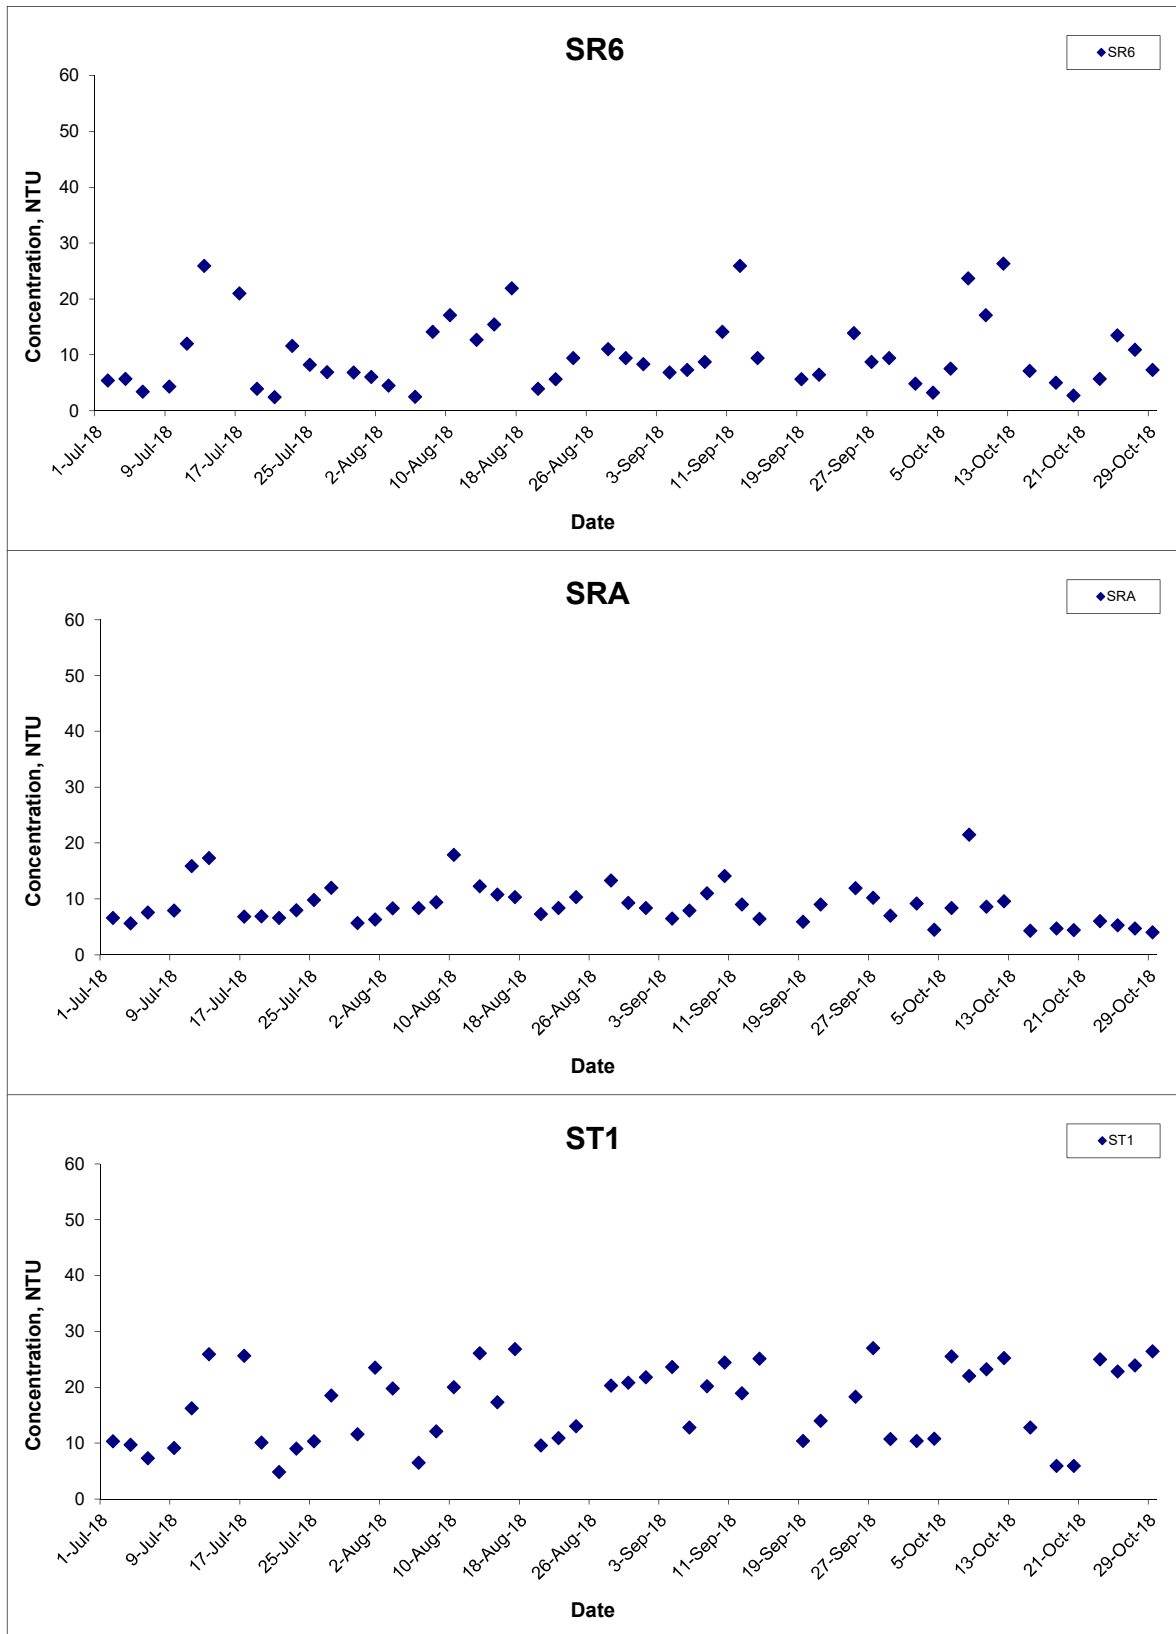 SR6
SR6
60
50
40
30
20
10
0
Concentration, NTU
1-Jul-18
9-Jul-18
17-Jul-18
25-Jul-18
2-Aug-18
10-Aug-18
18-Aug-18
26-Aug-18
3-Sep-18
11-Sep-18
19-Sep-18
27-Sep-18
5-Oct-18
13-Oct-18
21-Oct-18
29-Oct-18
Date
SRA
SRA
60
50
40
30
20
10
0
Concentration, NTU
1-Jul-18
9-Jul-18
17-Jul-18
25-Jul-18
2-Aug-18
10-Aug-18
18-Aug-18
26-Aug-18
3-Sep-18
11-Sep-18
19-Sep-18
27-Sep-18
5-Oct-18
13-Oct-18
21-Oct-18
29-Oct-18
Date
ST1
ST1
60
50
40
30
20
10
0
Concentration, NTU
1-Jul-18
9-Jul-18
17-Jul-18
25-Jul-18
2-Aug-18
10-Aug-18
18-Aug-18
26-Aug-18
3-Sep-18
11-Sep-18
19-Sep-18
27-Sep-18
5-Oct-18
13-Oct-18
21-Oct-18
29-Oct-18
Date